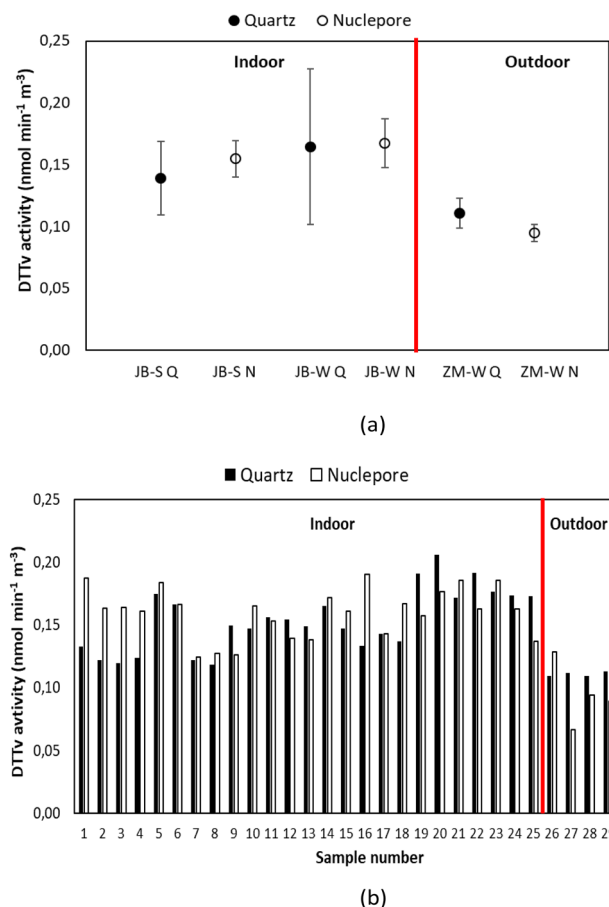 ● Quartz ○ Nuclepore
Indoor Outdoor
DTTv activity (nmol min⁻¹ m⁻³)
0,25
0,20
0,15
0,10
0,05
0,00
JB-S Q JB-S N JB-W Q JB-W N ZM-W Q ZM-W N
(a)
■ Quartz □ Nuclepore
Indoor Outdoor
DTTv avtivity (nmol min⁻¹ m⁻³)
0,25
0,20
0,15
0,10
0,05
0,00
1 2 3 4 5 6 7 8 9 10 11 12 13 14 15 16 17 18 19 20 21 22 23 24 25 26 27 28 29
Sample number
(b)